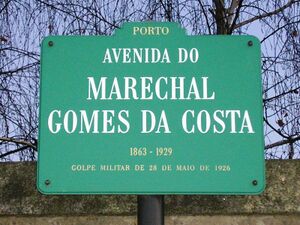 PORTO
AVENIDA DO
MARECHAL
GOMES DA COSTA
1863 - 1929
GOLPE MILITAR DE 28 DE MAIO DE 1926